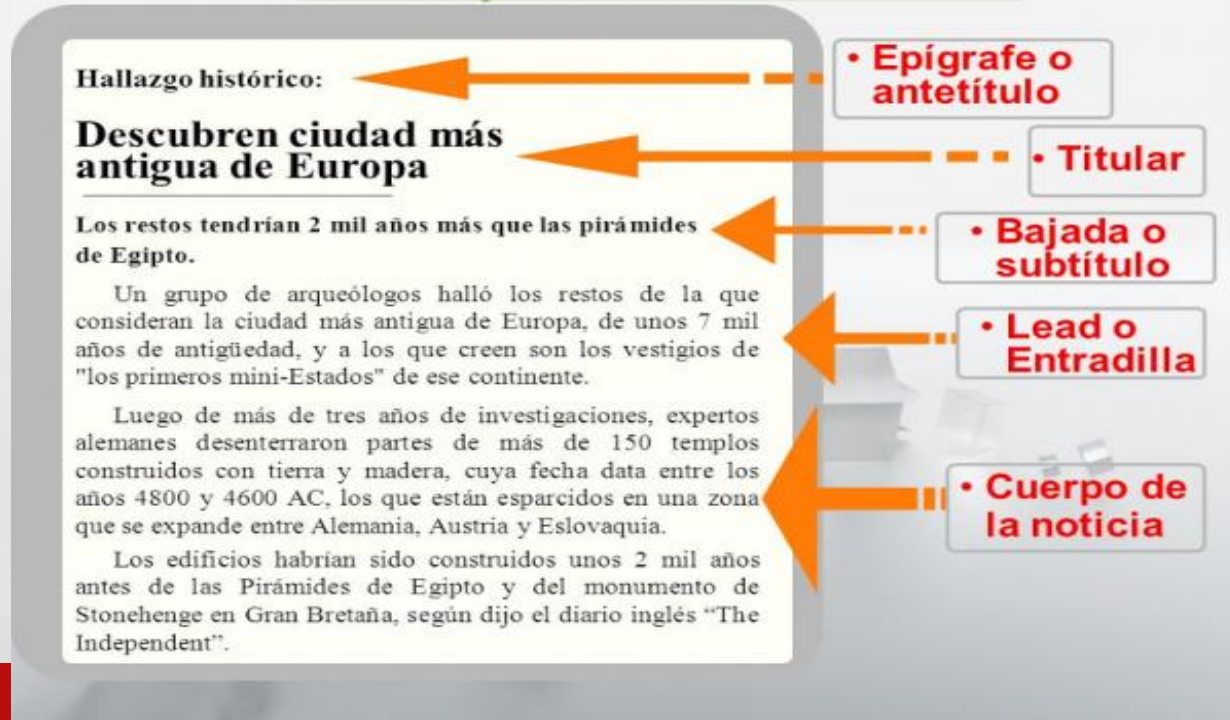 Hallazgo histórico:
Descubren ciudad más
antigua de Europa
Los restos tendrían 2 mil años más que las pirámides
de Egipto.
Un grupo de arqueólogos halló los restos de la que
consideran la ciudad más antigua de Europa, de unos 7 mil
años de antigüedad, y a los que creen son los vestigios de
"los primeros mini-Estados" de ese continente.
Luego de más de tres años de investigaciones, expertos
alemanes desenterraron partes de más de 150 templos
construidos con tierra y madera, cuya fecha data entre los
años 4800 y 4600 AC, los que están esparcidos en una zona
que se expande entre Alemania, Austria y Eslovaquia.
Los edificios habrían sido construidos unos 2 mil años
antes de las Pirámides de Egipto y del monumento de
Stonehenge en Gran Bretaña, según dijo el diario inglés “The
Independent”.
• Epígrafe o
antetítulo
• Titular
• Bajada o
subtítulo
• Lead o
Entradilla
• Cuerpo de
la noticia